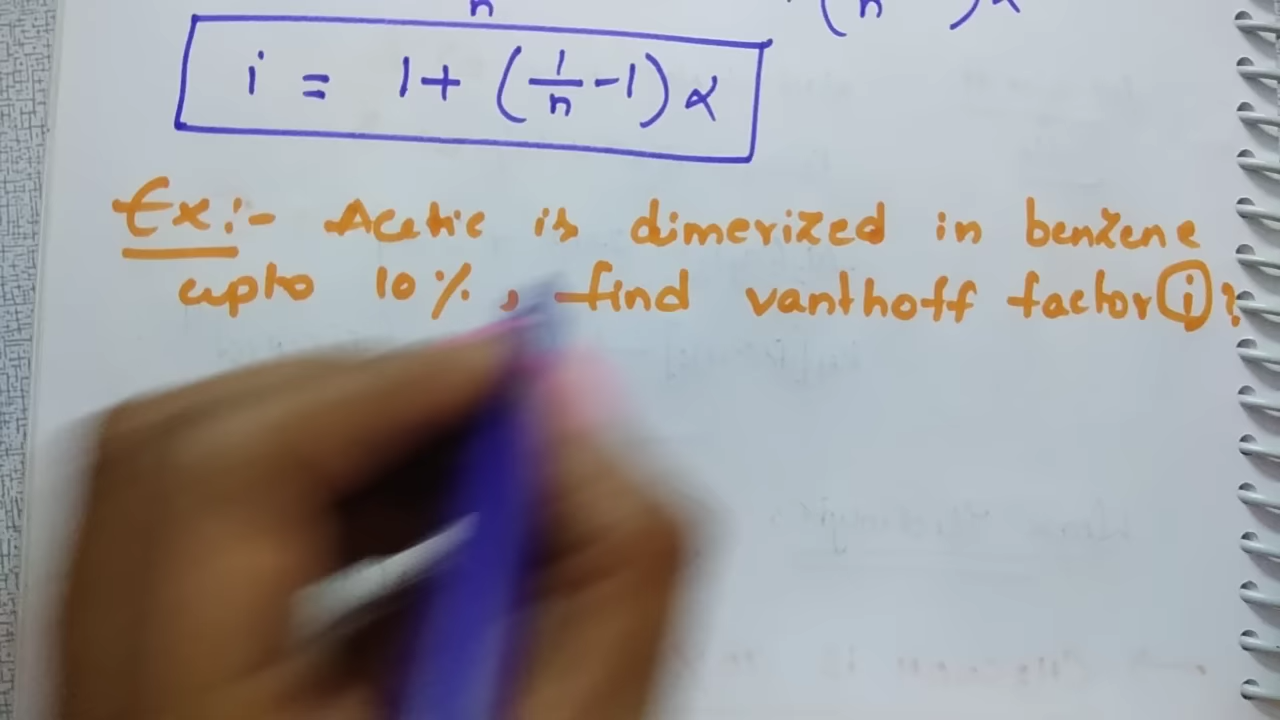 n (n )α
i = 1 + (1/n - 1) α
Ex:- Acetic is dimerized in benzene
upto 10%, find vanthoff factor (i)?